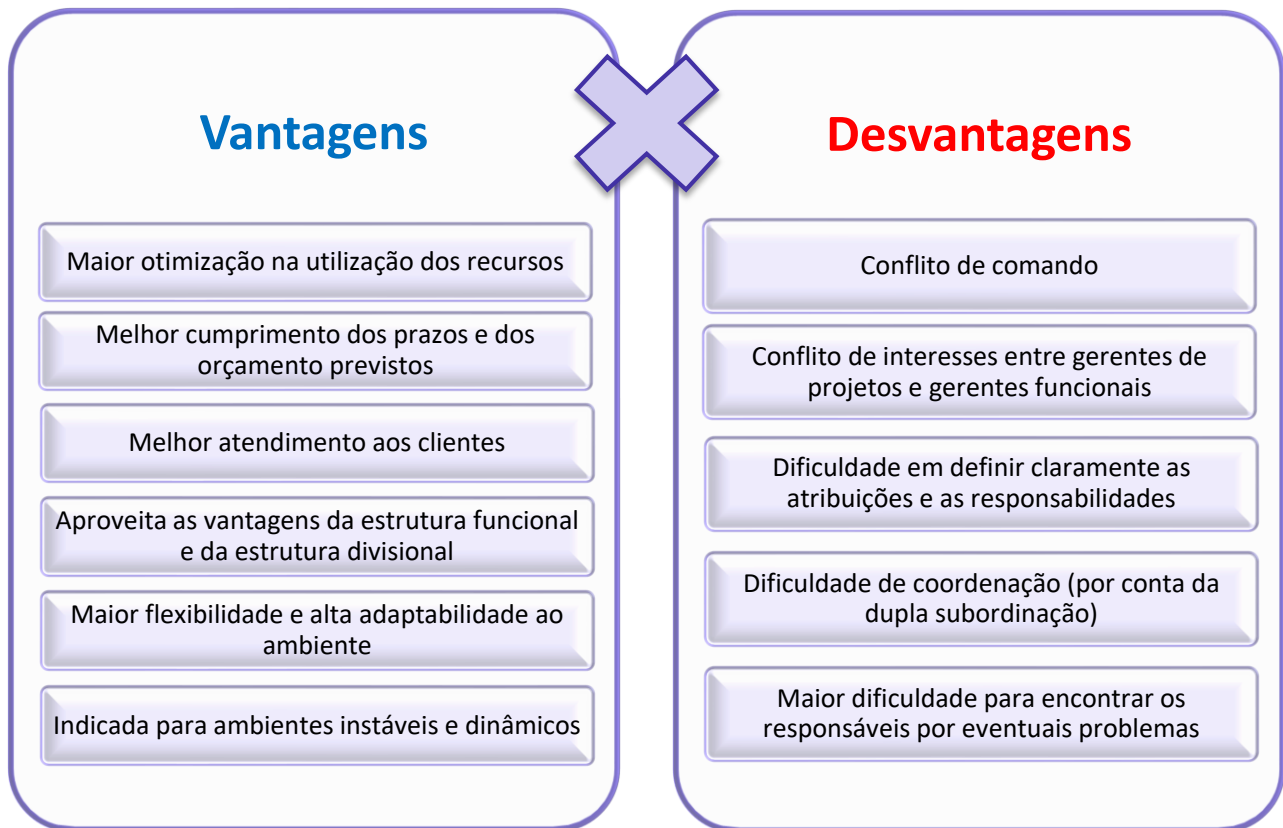 Vantagens
Maior otimização na utilização dos recursos
Melhor cumprimento dos prazos e dos
orçamento previstos
Melhor atendimento aos clientes
Aproveita as vantagens da estrutura funcional
e da estrutura divisional
Maior flexibilidade e alta adaptabilidade ao
ambiente
Indicada para ambientes instáveis e dinâmicos
Desvantagens
Conflito de comando
Conflito de interesses entre gerentes de
projetos e gerentes funcionais
Dificuldade em definir claramente as
atribuições e as responsabilidades
Dificuldade de coordenação (por conta da
dupla subordinação)
Maior dificuldade para encontrar os
responsáveis por eventuais problemas